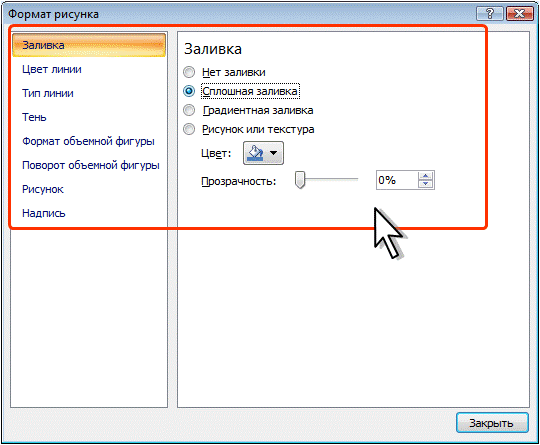 Формат рисунка
Заливка
Цвет линии
Тип линии
Тень
Формат объемной фигуры
Поворот объемной фигуры
Рисунок
Надпись
Заливка
Нет заливки
Сплошная заливка
Градиентная заливка
Рисунок или текстура
Цвет:
Прозрачность: 0%
Закрыть